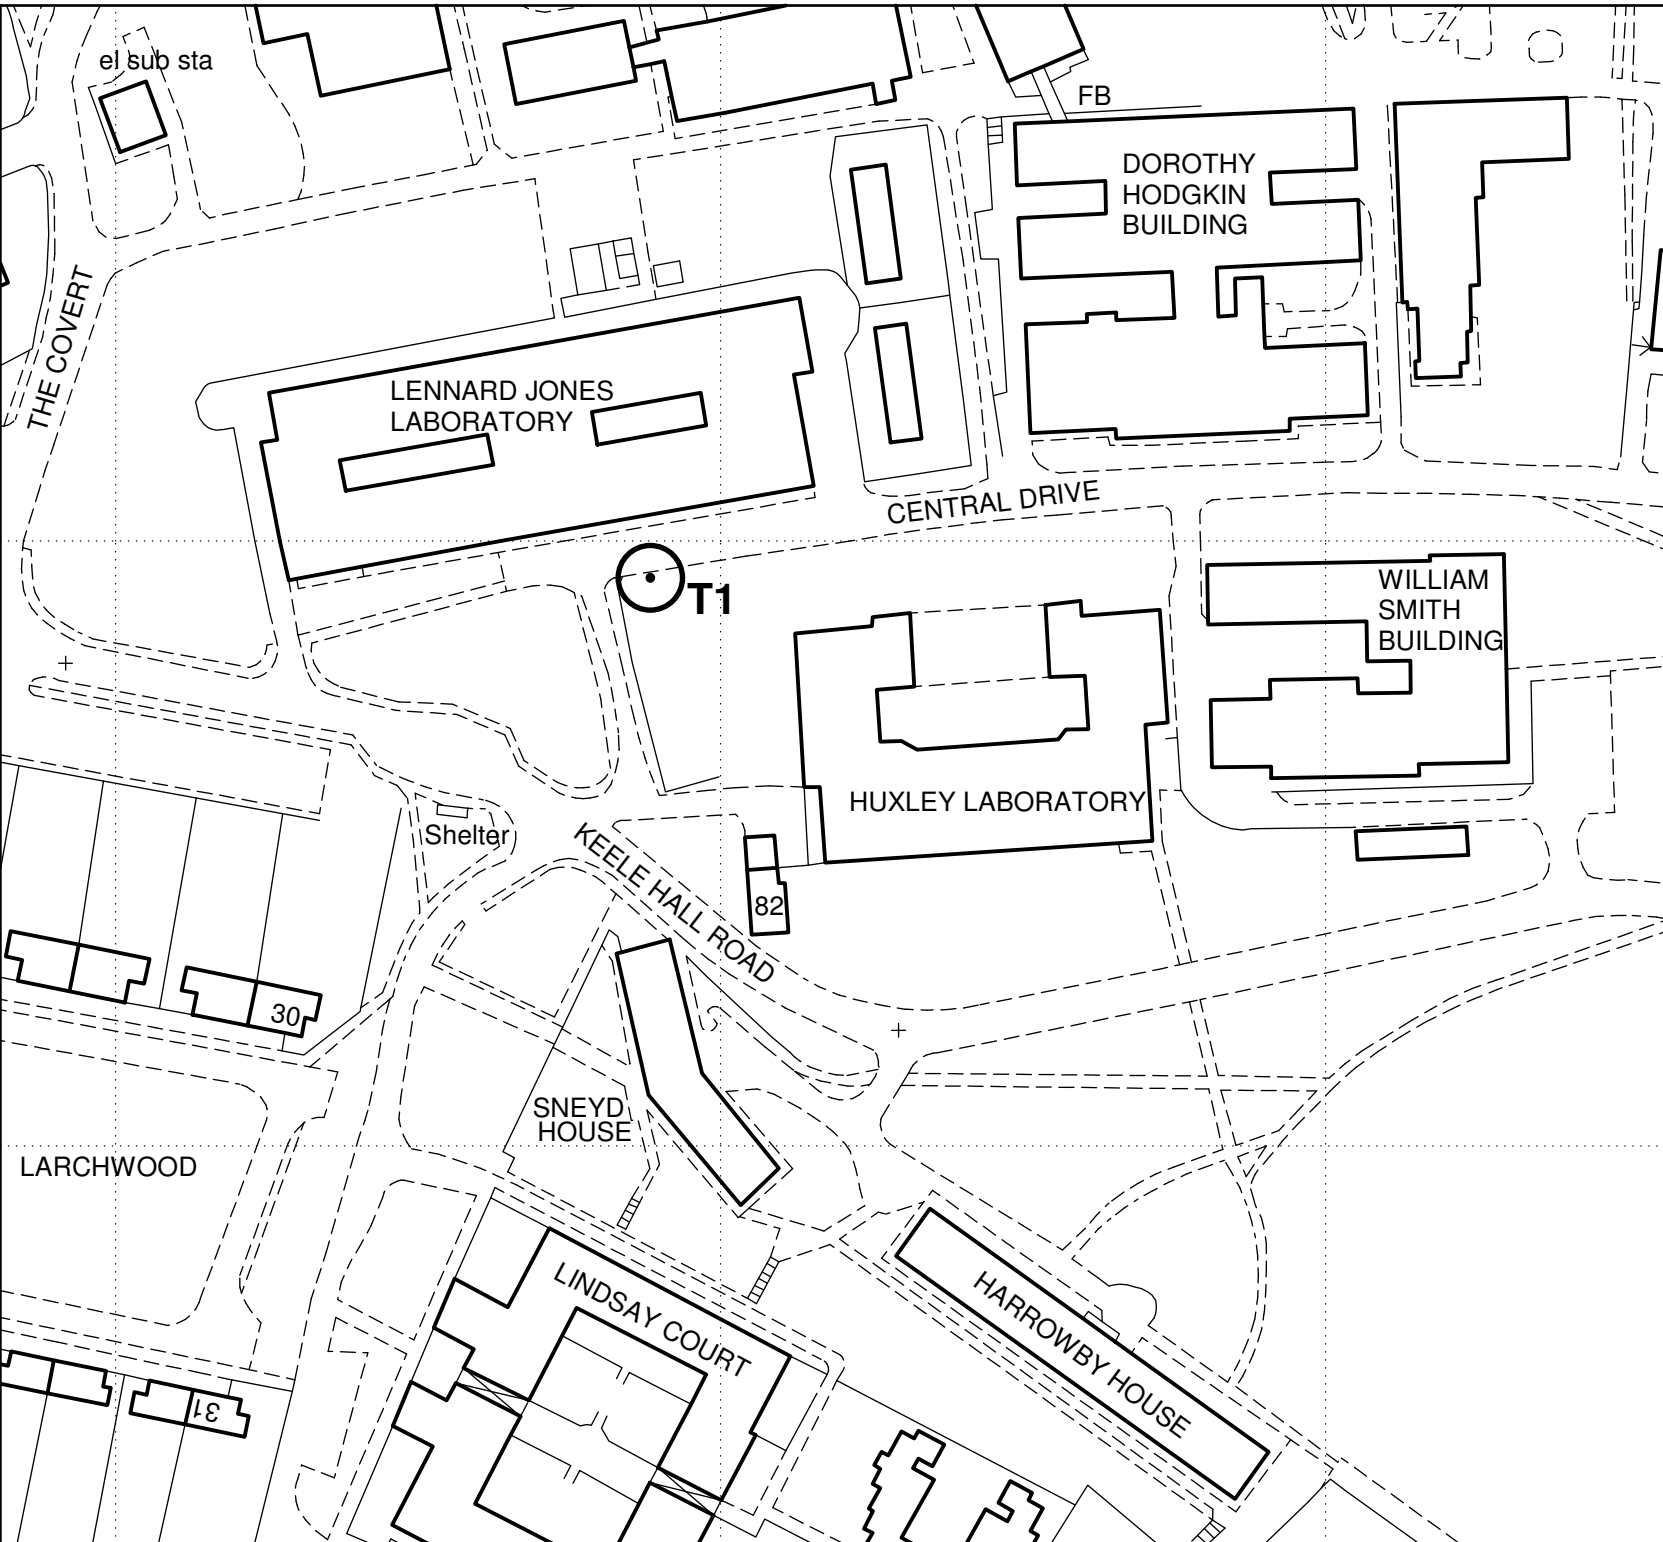 el sub sta
FB
DOROTHY
HODGKIN
BUILDING
THE COVERT
LENNARD JONES
LABORATORY
CENTRAL DRIVE
T1
WILLIAM
SMITH
BUILDING
HUXLEY LABORATORY
Shelter
KEELE HALL ROAD
82
30
SNEYD
HOUSE
LARCHWOOD
LINDSAY COURT
HARROWBY HOUSE
31